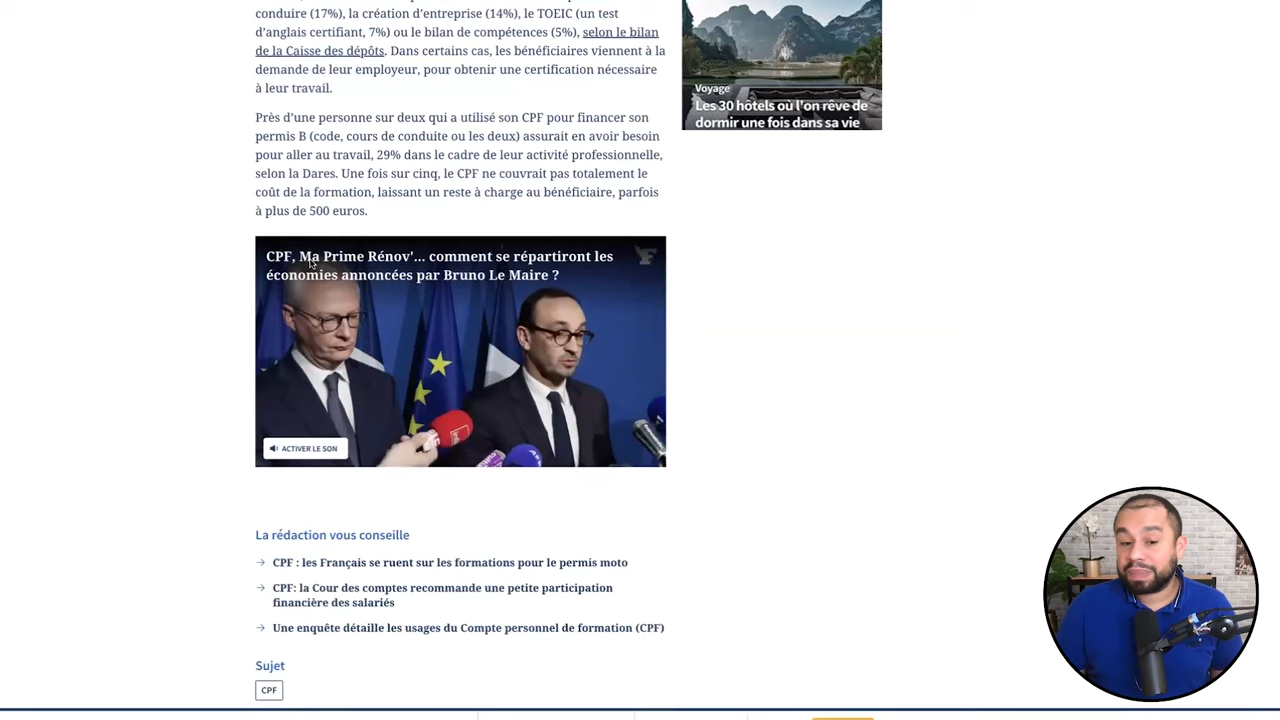 conduire (17%), la création d’entreprise (14%), le TOEIC (un test
d’anglais certifiant, 7%) ou le bilan de compétences (5%), selon le bilan
de la Caisse des dépôts. Dans certains cas, les bénéficiaires viennent à la
demande de leur employeur, pour obtenir une certification nécessaire
à leur travail.
Près d’une personne sur deux qui a utilisé son CPF pour financer son
permis B (code, cours de conduite ou les deux) assurait en avoir besoin
pour aller au travail, 29% dans le cadre de leur activité professionnelle,
selon la Dares. Une fois sur cinq, le CPF ne couvrait pas totalement le
coût de la formation, laissant un reste à charge au bénéficiaire, parfois
à plus de 500 euros.
Voyage
Les 30 hôtels où l'on rêve de
dormir une fois dans sa vie
CPF, Ma Prime Rénov'... comment se répartiront les
économies annoncées par Bruno Le Maire ?
ACTIVER LE SON
La rédaction vous conseille
→ CPF : les Français se ruent sur les formations pour le permis moto
→ CPF: la Cour des comptes recommande une petite participation
financière des salariés
→ Une enquête détaille les usages du Compte personnel de formation (CPF)
Sujet
CPF